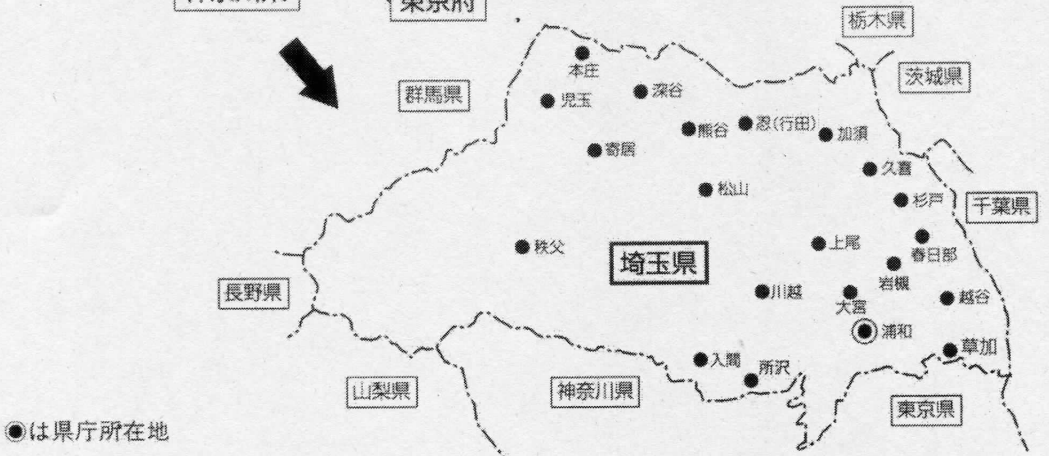 東京府
栃木県
茨城県
群馬県
千葉県
長野県
山梨県
神奈川県
東京県
埼玉県
本庄
児玉
深谷
寄居
熊谷
忍(行田)
加須
久喜
杉戸
松山
秩父
上尾
春日部
岩槻
川越
大宮
越谷
浦和
草加
入間
所沢
◉は県庁所在地